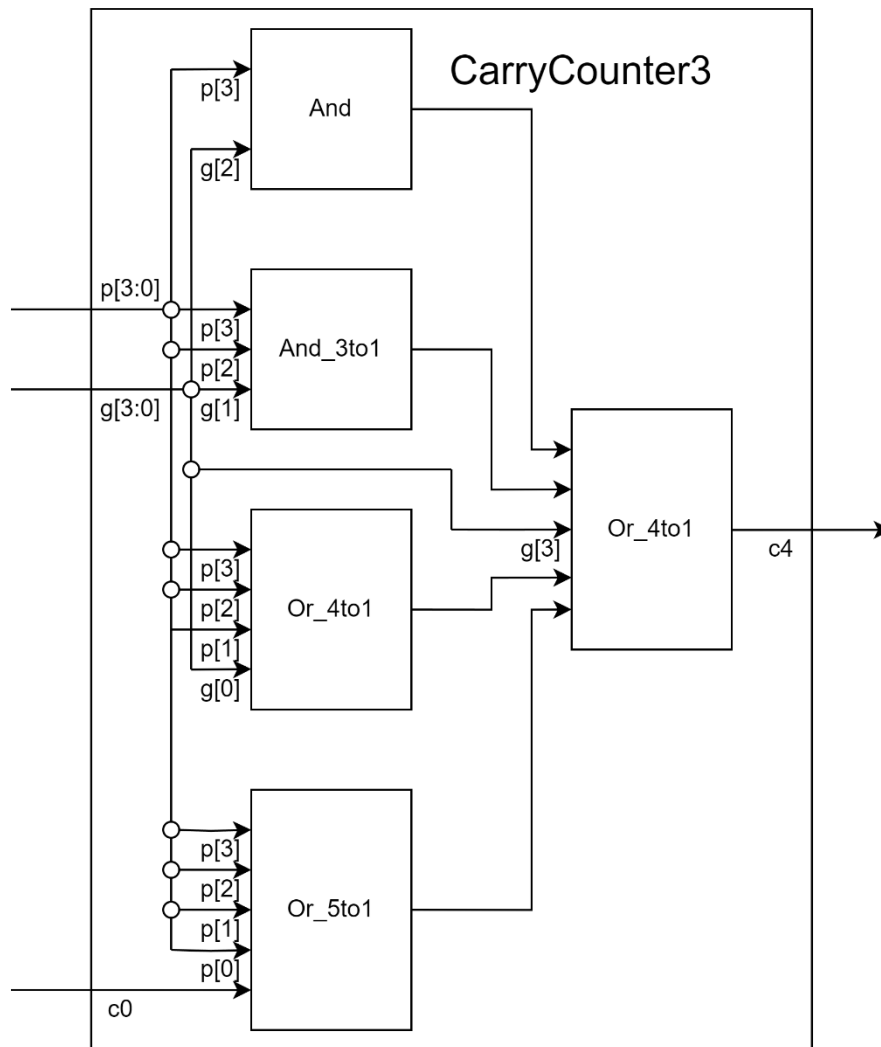 CarryCounter3
p[3]
And
g[2]
p[3:0]
p[3]
And_3to1
p[2]
g[3:0]
g[1]
Or_4to1
g[3]
c4
p[3]
p[2]
Or_4to1
p[1]
g[0]
p[3]
p[2]
Or_5to1
p[1]
p[0]
c0